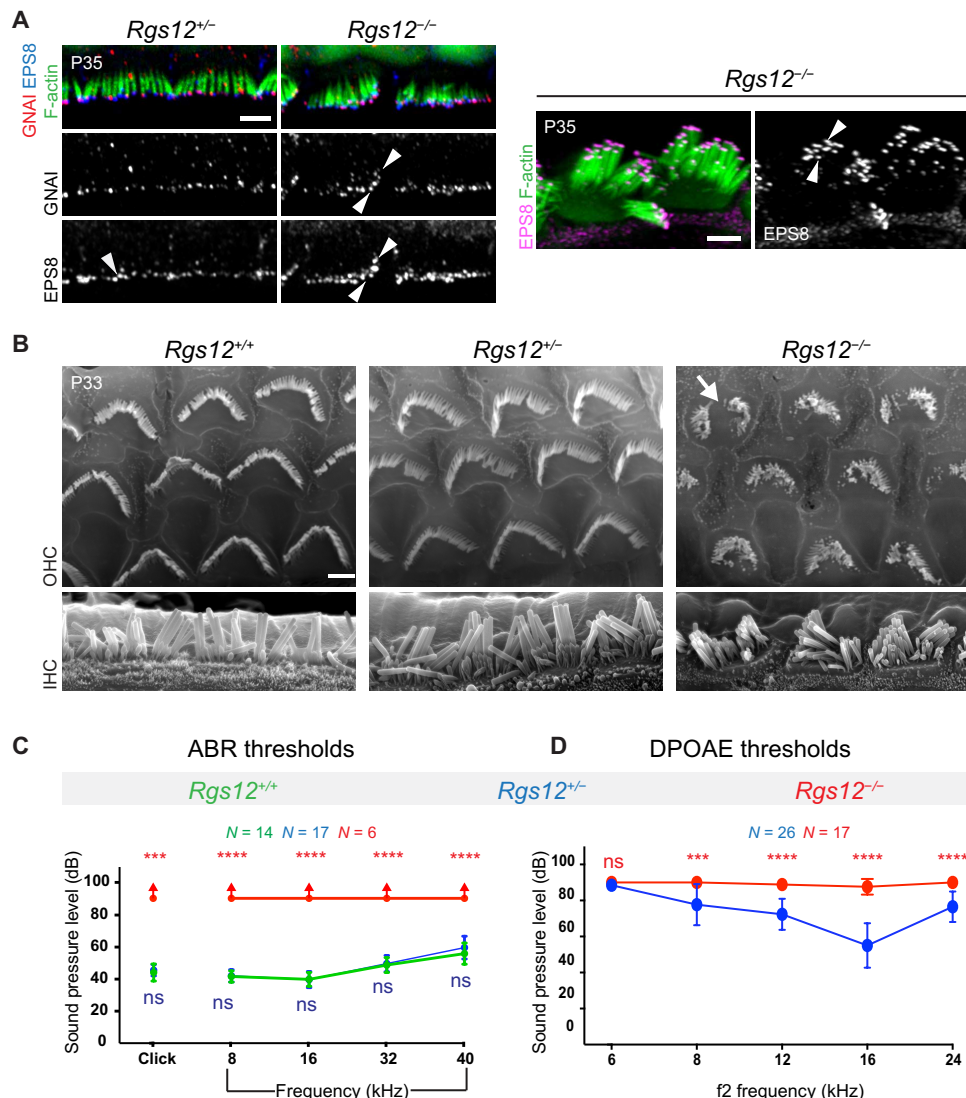 A
Rgs12+/−
Rgs12−/−
GNAI EPS8
F-actin
P35
GNAI
EPS8
Rgs12−/−
EPS8 F-actin
P35
EPS8
B
Rgs12+/+
Rgs12+/−
Rgs12−/−
P33
OHC
IHC
C
ABR thresholds
D
DPOAE thresholds
Rgs12+/+
Rgs12+/−
Rgs12−/−
N = 14 N = 17 N = 6
*** **** **** **** ****
Sound pressure level (dB)
100
80
60
40
20
0
ns ns ns ns ns
Click 8 16 32 40
Frequency (kHz)
N = 26 N = 17
ns *** **** **** ****
Sound pressure level (dB)
100
80
60
40
20
0
6 8 12 16 24
f2 frequency (kHz)